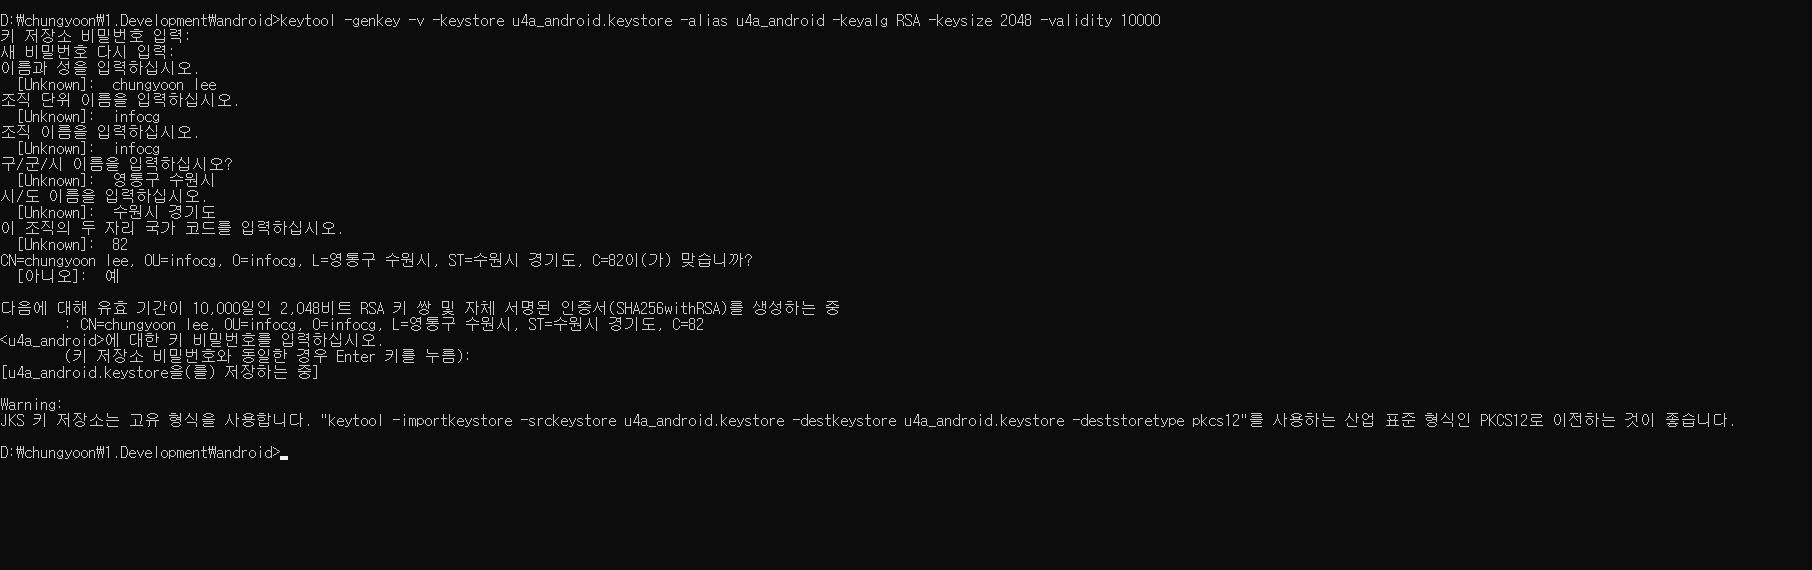 D:\chungyoon\1.Development\android>keytool -genkey -v -keystore u4a_android.keystore -alias u4a_android -keyalg RSA -keysize 2048 -validity 10000
키 저장소 비밀번호 입력:
새 비밀번호 다시 입력:
이름과 성을 입력하십시오.
  [Unknown]:  chungyoon lee
조직 단위 이름을 입력하십시오.
  [Unknown]:  infocg
조직 이름을 입력하십시오.
  [Unknown]:  infocg
구/군/시 이름을 입력하십시오?
  [Unknown]:  영통구 수원시
시/도 이름을 입력하십시오.
  [Unknown]:  수원시 경기도
이 조직의 두 자리 국가 코드를 입력하십시오.
  [Unknown]:  82
CN=chungyoon lee, OU=infocg, O=infocg, L=영통구 수원시, ST=수원시 경기도, C=82이(가) 맞습니까?
  [아니오]:  예
다음에 대해 유효 기간이 10,000일인 2,048비트 RSA 키 쌍 및 자체 서명된 인증서(SHA256withRSA)를 생성하는 중
        : CN=chungyoon lee, OU=infocg, O=infocg, L=영통구 수원시, ST=수원시 경기도, C=82
<u4a_android>에 대한 키 비밀번호를 입력하십시오.
        (키 저장소 비밀번호와 동일한 경우 Enter 키를 누름):
[u4a_android.keystore을(를) 저장하는 중]
Warning:
JKS 키 저장소는 고유 형식을 사용합니다. "keytool -importkeystore -srckeystore u4a_android.keystore -destkeystore u4a_android.keystore -deststoretype pkcs12"를 사용하는 산업 표준 형식인 PKCS12로 이전하는 것이 좋습니다.
D:\chungyoon\1.Development\android>